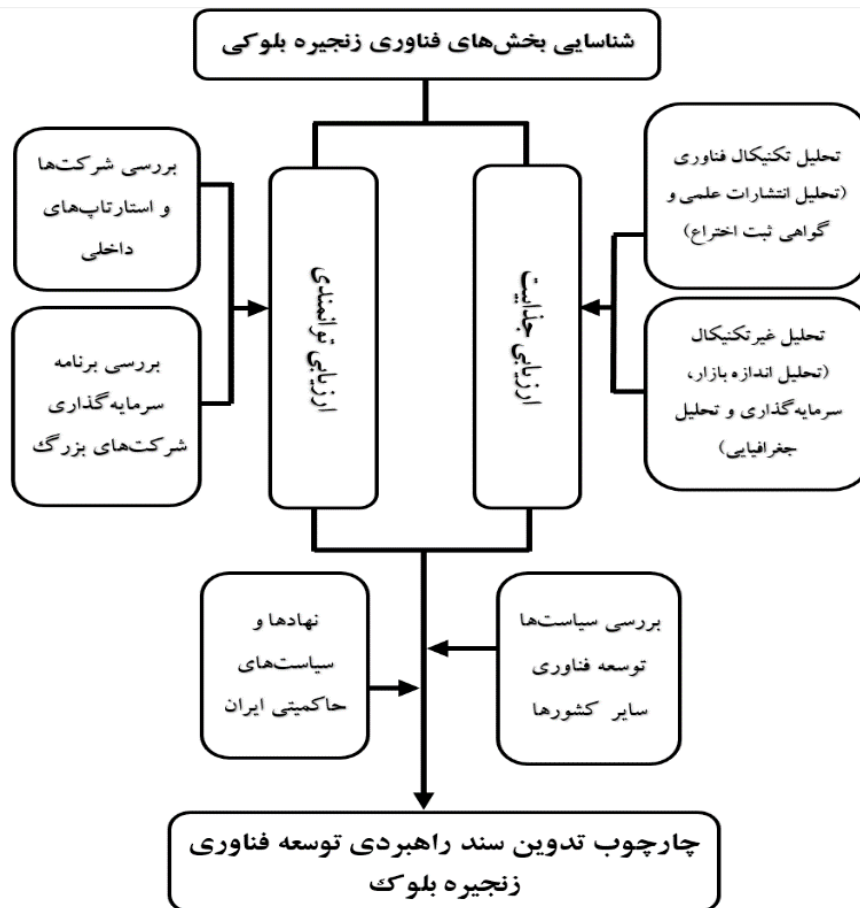 شناسایی بخش‌های فناوری زنجیره بلوکی
تحلیل تکنیکال فناوری
(تحلیل انتشارات علمی و
گواهی ثبت اختراع)
تحلیل غیرتکنیکال
(تحلیل اندازه بازار،
سرمایه‌گذاری و تحلیل
جغرافیایی)
ارزیابی جذابیت
ارزیابی توانمندی
بررسی شرکت‌ها
و استارتاپ‌های
داخلی
بررسی برنامه
سرمایه‌گذاری
شرکت‌های بزرگ
بررسی سیاست‌ها
توسعه فناوری
سایر کشورها
نهادها و
سیاست‌های
حاکمیتی ایران
چارچوب تدوین سند راهبردی توسعه فناوری
زنجیره بلوک